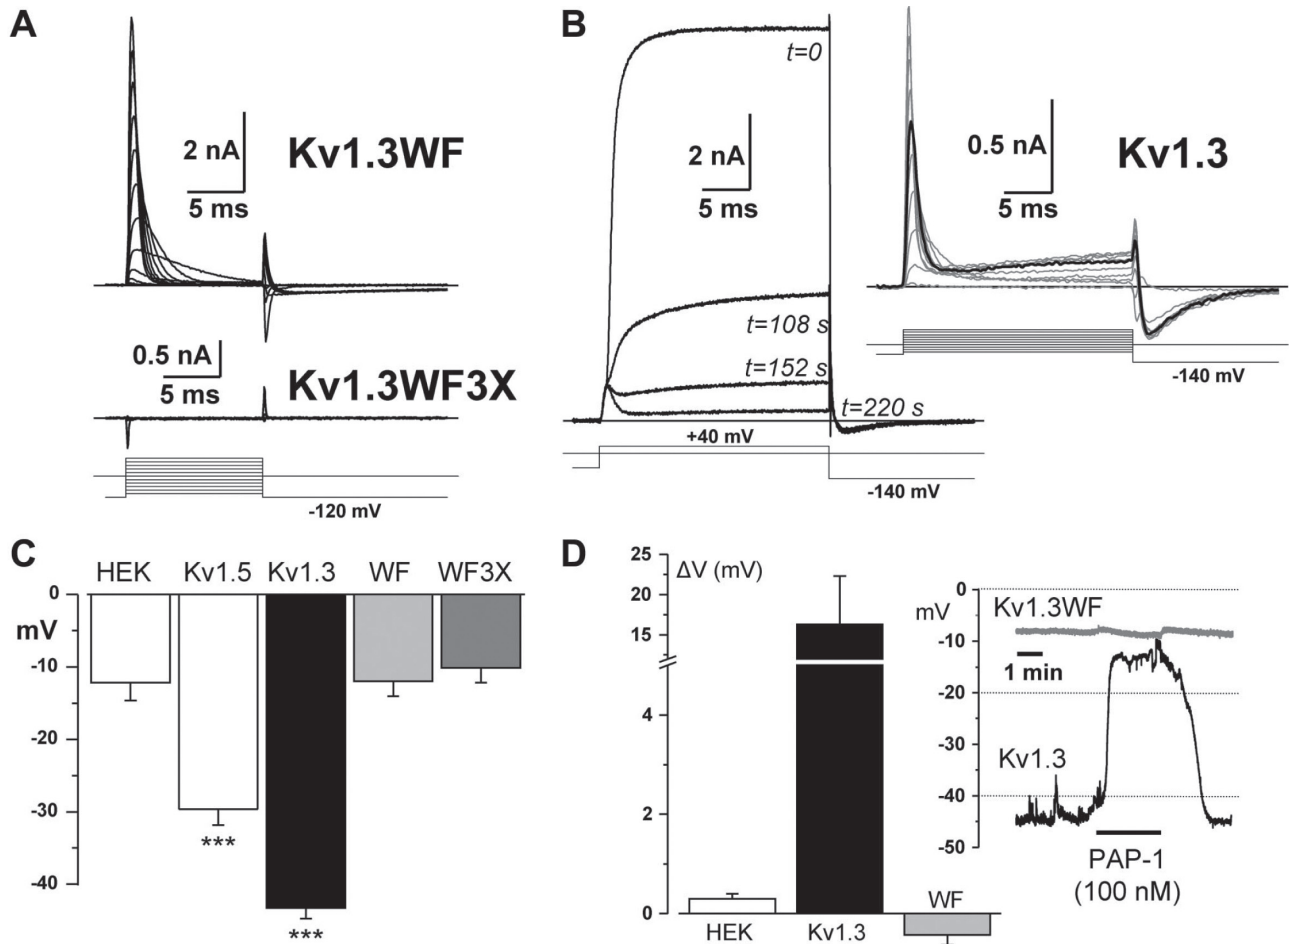 A
2 nA
5 ms
Kv1.3WF
0.5 nA
5 ms
Kv1.3WF3X
-120 mV
B
t=0
2 nA
5 ms
t=108 s
t=152 s
t=220 s
+40 mV
-140 mV
0.5 nA
5 ms
Kv1.3
-140 mV
C
HEK Kv1.5 Kv1.3 WF WF3X
0
mV
-10
-20
-30
-40
***
***
D
25
20
15
4
2
0
ΔV (mV)
HEK
Kv1.3
WF
mV
0
-10
-20
-30
-40
-50
Kv1.3WF
1 min
Kv1.3
PAP-1
(100 nM)